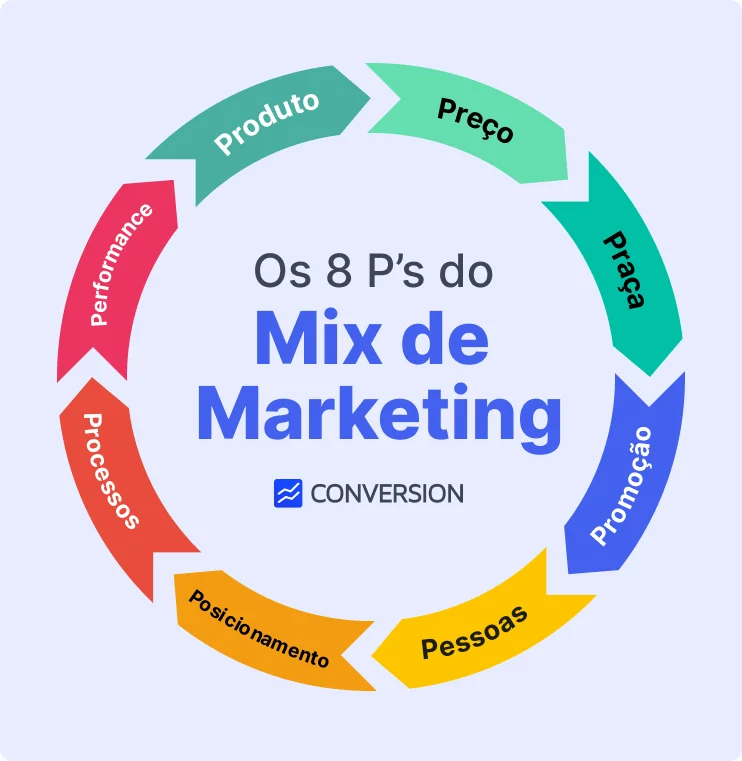 Os 8 P’s do
Mix de
Marketing
CONVERSION
Produto
Preço
Praça
Promoção
Pessoas
Posicionamento
Processos
Performance